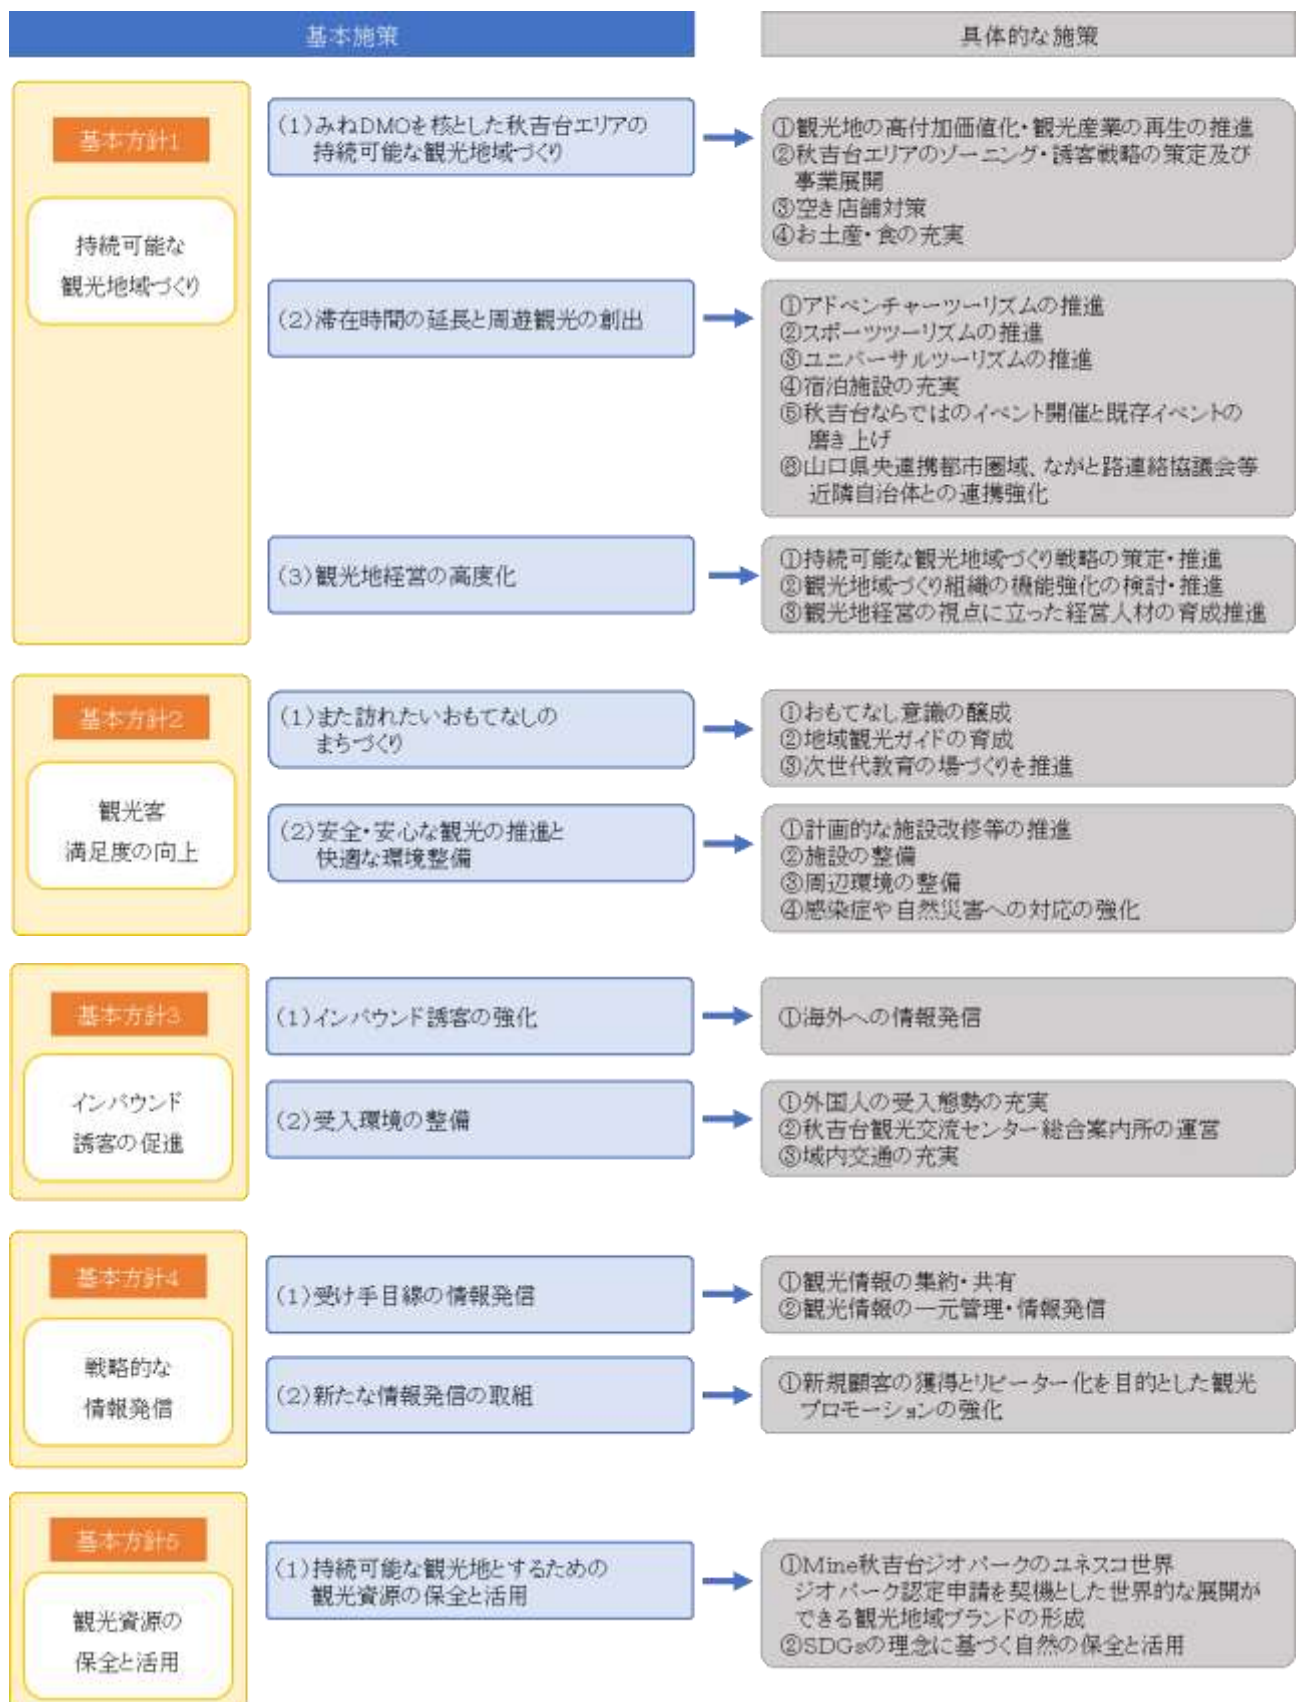 基本施策
具体的な施策
基本方針1
持続可能な
観光地域づくり
(1)みねDMOを核とした秋吉台エリアの
持続可能な観光地域づくり
①観光地の高付加価値化・観光産業の再生の推進
②秋吉台エリアのゾーニング・誘客戦略の策定及び
事業展開
③空き店舗対策
④お土産・食の充実
(2)滞在時間の延長と周遊観光の創出
①アドベンチャーツーリズムの推進
②スポーツツーリズムの推進
③ユニバーサルツーリズムの推進
④宿泊施設の充実
⑤秋吉台ならではのイベント開催と既存イベントの
磨き上げ
⑥山口県央連携都市圏域、ながと路連絡協議会等
近隣自治体との連携強化
(3)観光地経営の高度化
①持続可能な観光地域づくり戦略の策定・推進
②観光地域づくり組織の機能強化の検討・推進
③観光地経営の視点に立った経営人材の育成推進
基本方針2
観光客
満足度の向上
(1)また訪れたいおもてなしの
まちづくり
①おもてなし意識の醸成
②地域観光ガイドの育成
③次世代教育の場づくりを推進
(2)安全・安心な観光の推進と
快適な環境整備
①計画的な施設改修等の推進
②施設の整備
③周辺環境の整備
④感染症や自然災害への対応の強化
基本方針3
インバウンド
誘客の促進
(1)インバウンド誘客の強化
①海外への情報発信
(2)受入環境の整備
①外国人の受入態勢の充実
②秋吉台観光交流センター総合案内所の運営
③域内交通の充実
基本方針4
戦略的な
情報発信
(1)受け手目線の情報発信
①観光情報の集約・共有
②観光情報の一元管理・情報発信
(2)新たな情報発信の取組
①新規顧客の獲得とリピーター化を目的とした観光
プロモーションの強化
基本方針5
観光資源の
保全と活用
(1)持続可能な観光地とするための
観光資源の保全と活用
①Mine秋吉台ジオパークのユネスコ世界
ジオパーク認定申請を契機とした世界的な展開が
できる観光地域ブランドの形成
②SDGsの理念に基づく自然の保全と活用